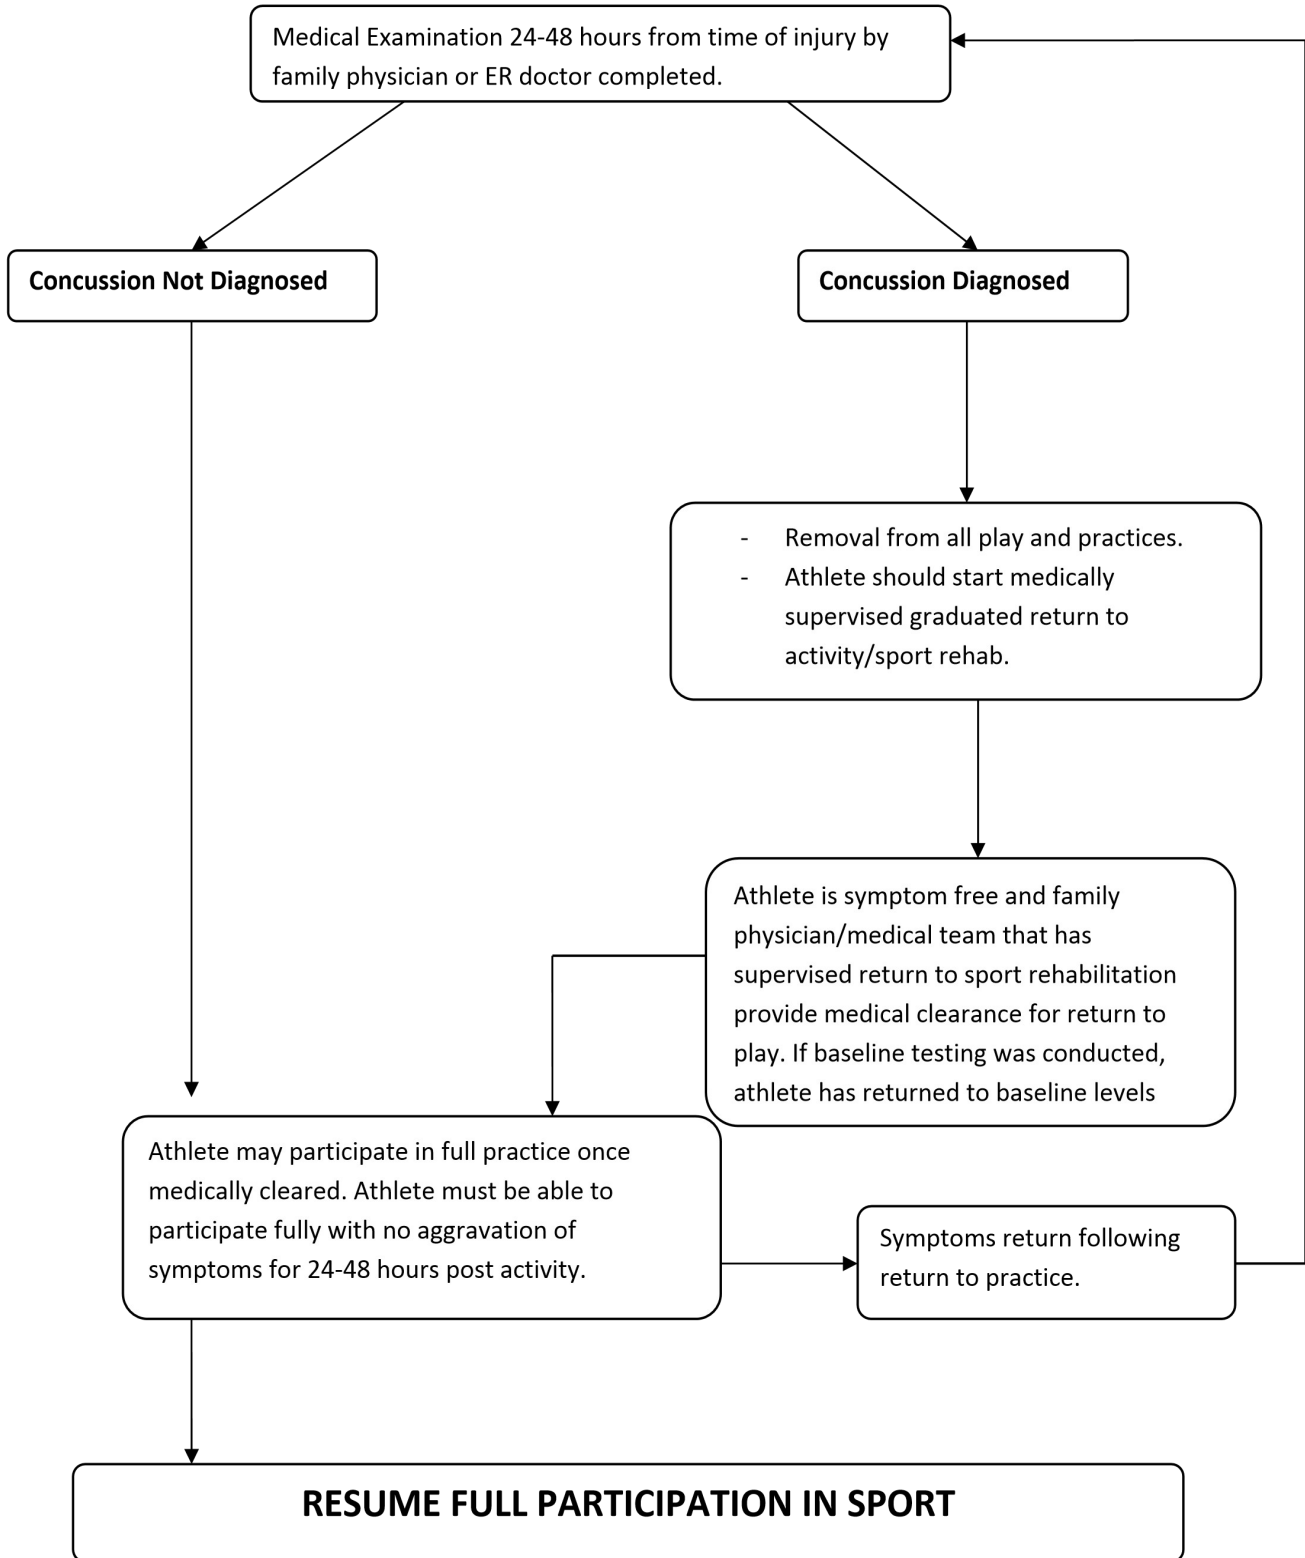 Medical Examination 24-48 hours from time of injury by
family physician or ER doctor completed.
Concussion Not Diagnosed
Concussion Diagnosed
- Removal from all play and practices.
- Athlete should start medically
supervised graduated return to
activity/sport rehab.
Athlete is symptom free and family
physician/medical team that has
supervised return to sport rehabilitation
provide medical clearance for return to
play. If baseline testing was conducted,
athlete has returned to baseline levels
Athlete may participate in full practice once
medically cleared. Athlete must be able to
participate fully with no aggravation of
symptoms for 24-48 hours post activity.
Symptoms return following
return to practice.
RESUME FULL PARTICIPATION IN SPORT